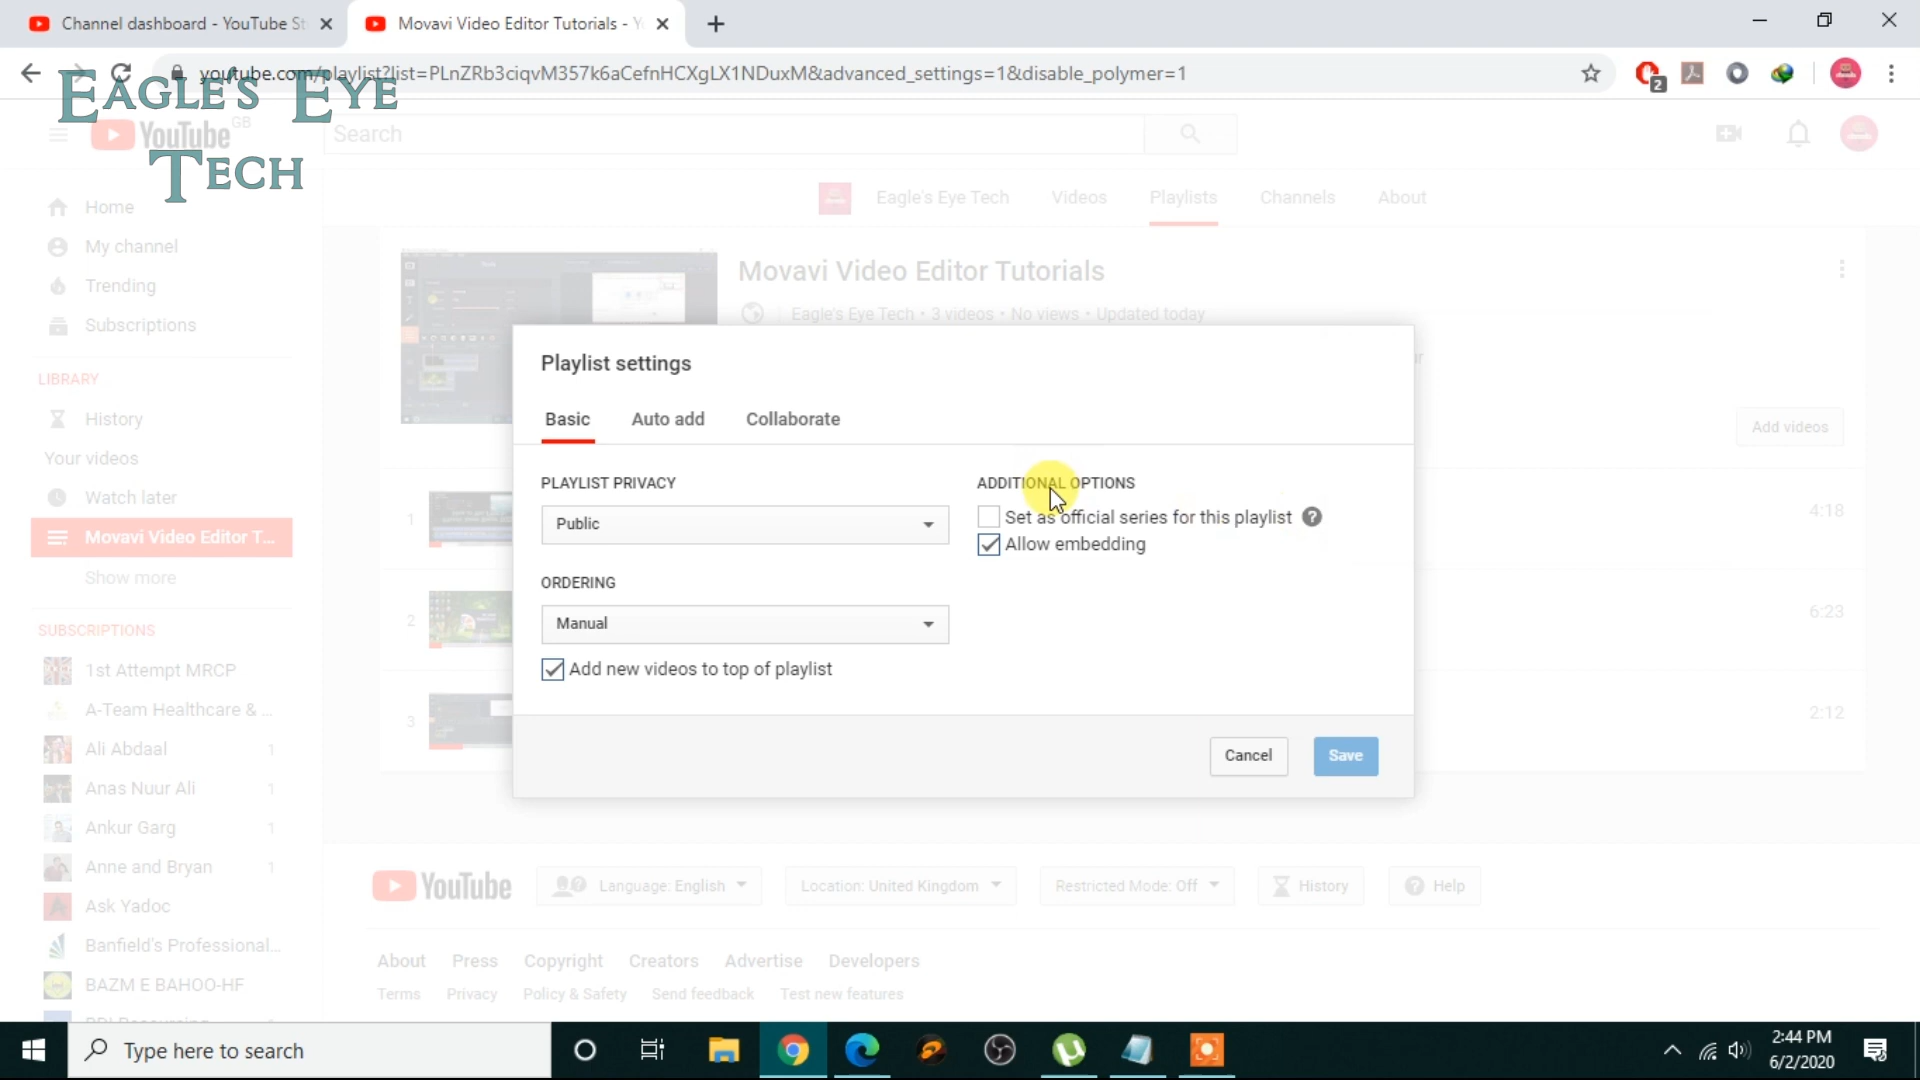 Channel dashboard - YouTube St
Movavi Video Editor Tutorials - Y
youtube.com/playlist?list=PLnZRb3ciqvM357k6aCefnHCXgLX1NDuxM&advanced_settings=1&disable_polymer=1
2
Eagle's Eye
Tech
YouTube GB
Search
Home
My channel
Trending
Subscriptions
LIBRARY
History
Your videos
Watch later
Movavi Video Editor T...
Show more
SUBSCRIPTIONS
1st Attempt MRCP
A-Team Healthcare & ...
Ali Abdaal 1
Anas Nuur Ali 1
Ankur Garg 1
Anne and Bryan 1
Ask Yadoc
Banfield's Professional...
BAZM E BAHOO-HF
Eagle's Eye Tech Videos Playlists Channels About
Movavi Video Editor Tutorials
Eagle's Eye Tech • 3 videos • No views • Updated today
Add videos
1 4:18
2 6:23
3 2:12
Playlist settings
Basic Auto add Collaborate
PLAYLIST PRIVACY
Public
ORDERING
Manual
Add new videos to top of playlist
ADDITIONAL OPTIONS
Set as official series for this playlist ?
Allow embedding
Cancel Save
YouTube Language: English Location: United Kingdom Restricted Mode: Off History Help
About Press Copyright Creators Advertise Developers
Terms Privacy Policy & Safety Send feedback Test new features
Type here to search
2:44 PM
6/2/2020